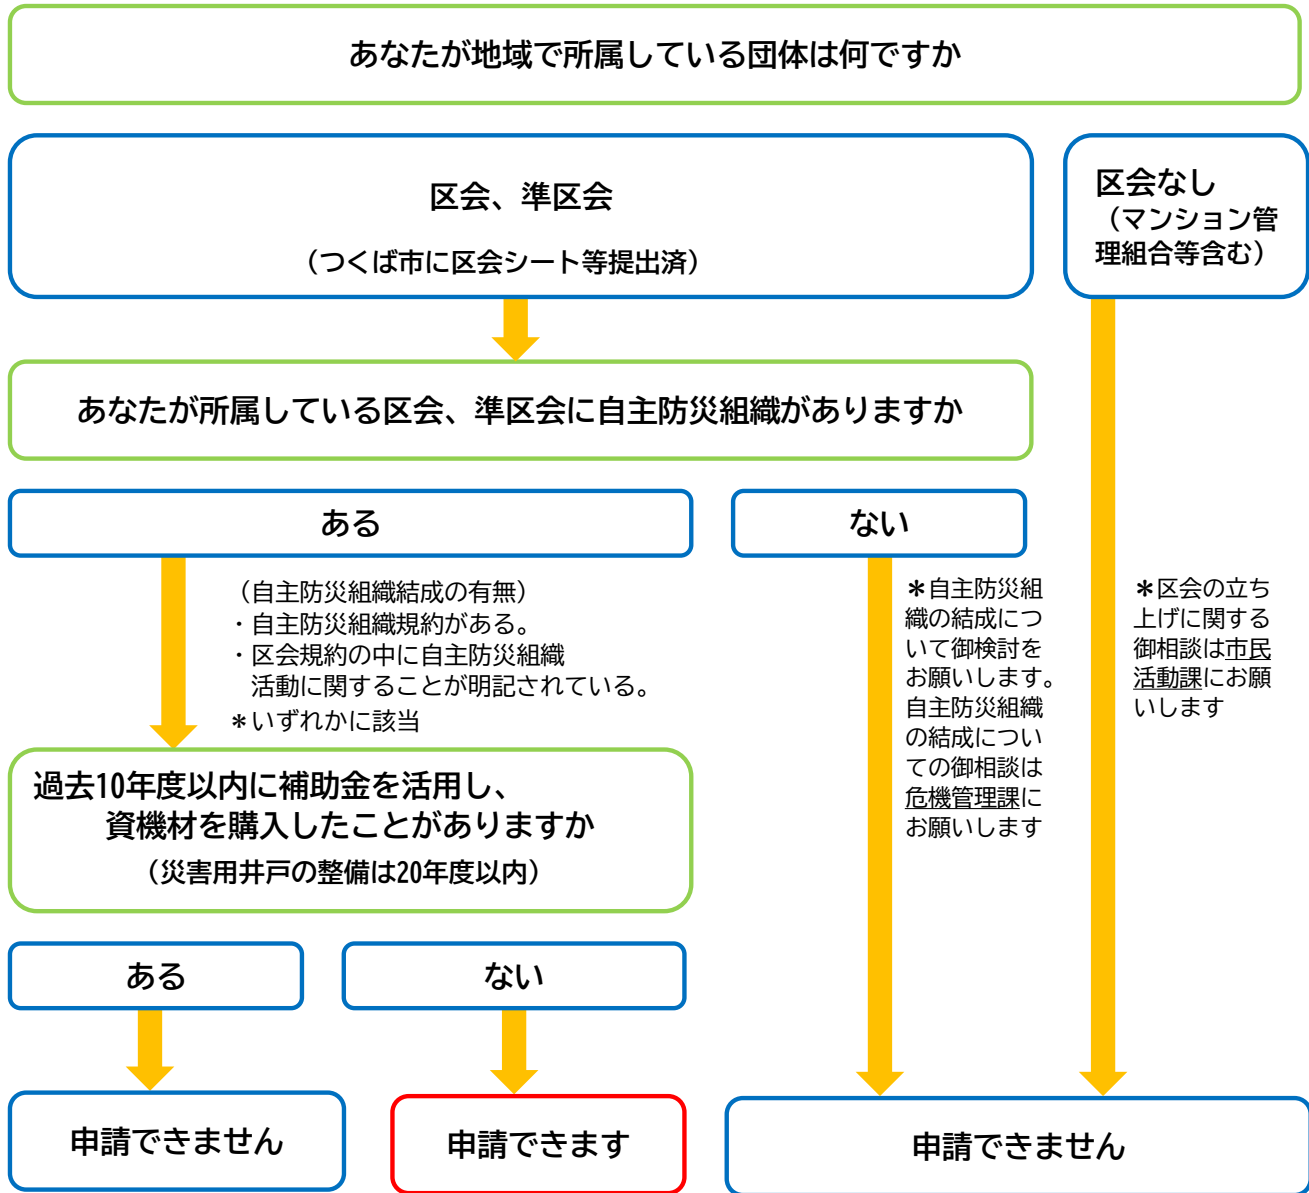 あなたが地域で所属している団体は何ですか
区会、準区会
（つくば市に区会シート等提出済）
区会なし
（マンション管
理組合等含む）
あなたが所属している区会、準区会に自主防災組織がありますか
ある
ない
（自主防災組織結成の有無）
・自主防災組織規約がある。
・区会規約の中に自主防災組織
活動に関することが明記されている。
＊いずれかに該当
＊自主防災組
織の結成につ
いて御検討を
お願いします。
自主防災組織
の結成につい
ての御相談は
危機管理課に
お願いします
＊区会の立ち
上げに関する
御相談は市民
活動課にお願
いします
過去10年度以内に補助金を活用し、
資機材を購入したことがありますか
（災害用井戸の整備は20年度以内）
ある
ない
申請できません
申請できます
申請できません